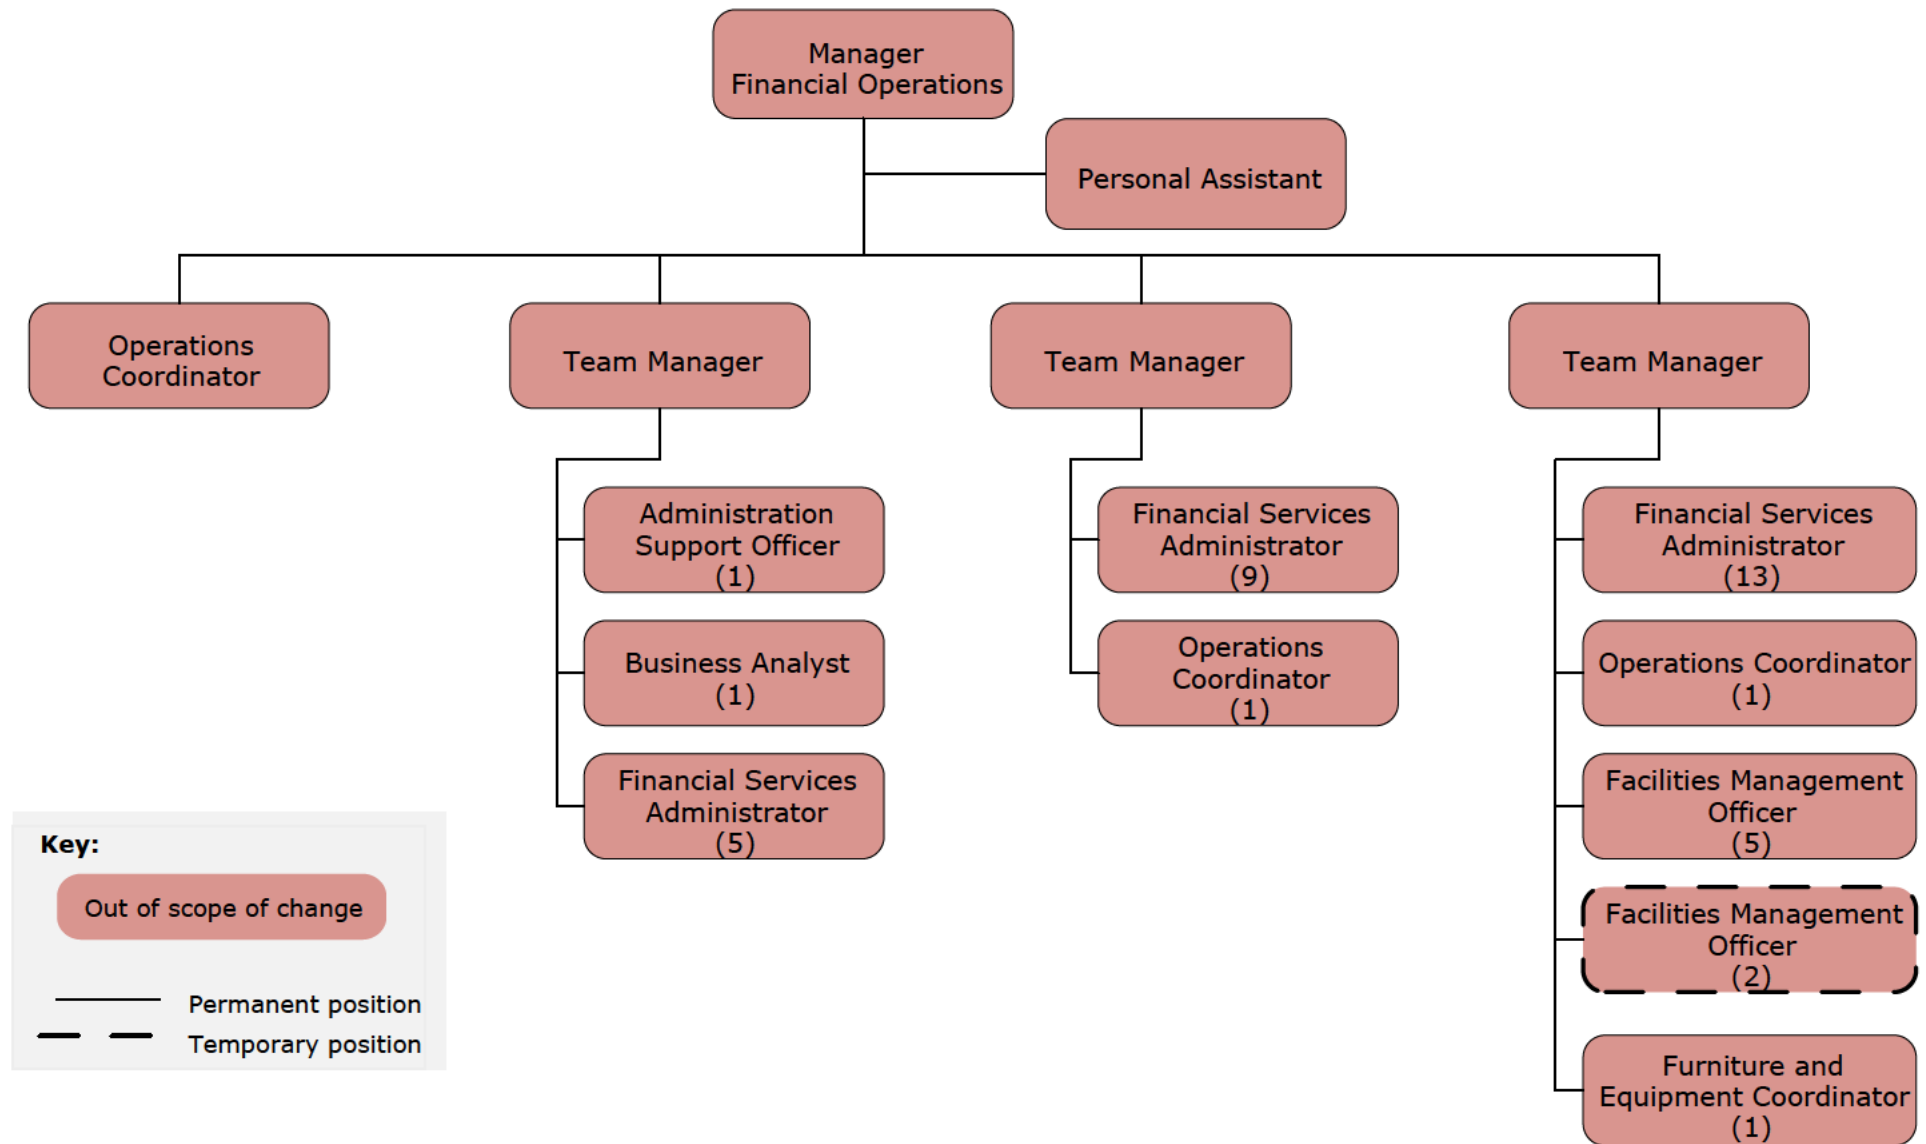 Manager
Financial Operations
Personal Assistant
Operations
Coordinator
Team Manager
Team Manager
Team Manager
Administration
Support Officer
(1)
Business Analyst
(1)
Financial Services
Administrator
(5)
Financial Services
Administrator
(9)
Operations
Coordinator
(1)
Financial Services
Administrator
(13)
Operations Coordinator
(1)
Facilities Management
Officer
(5)
Facilities Management
Officer
(2)
Furniture and
Equipment Coordinator
(1)
Key:
Out of scope of change
Permanent position
Temporary position